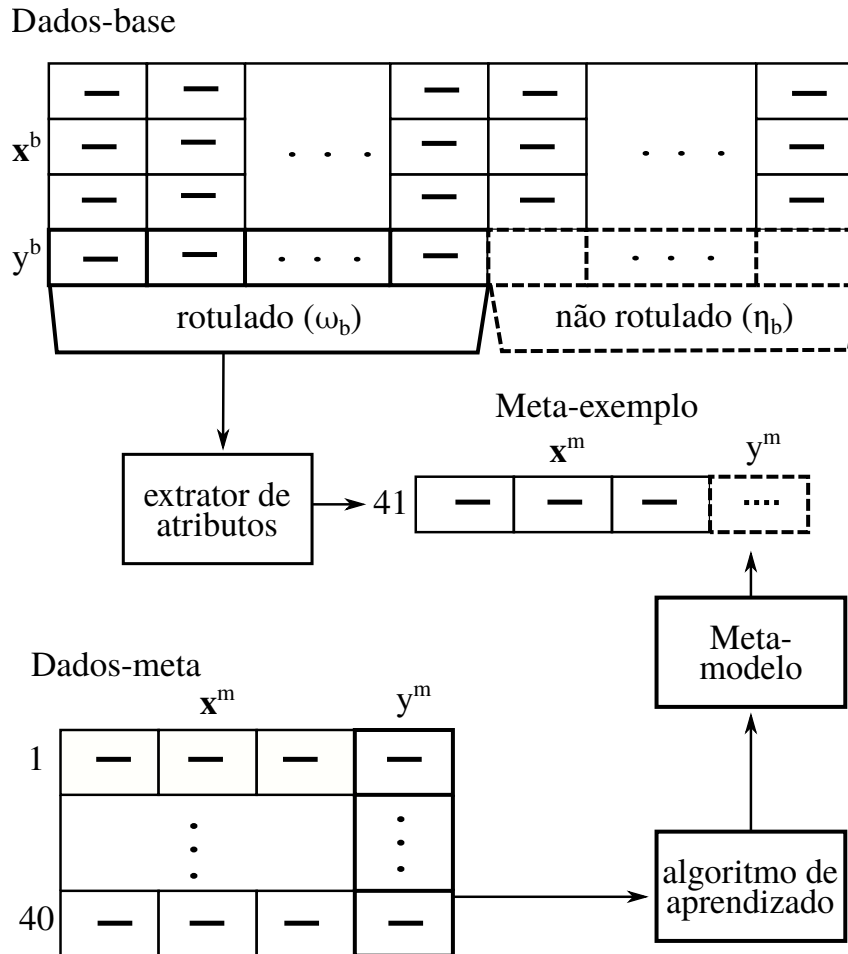 Dados-base
x^b
. . .
. . .
y^b
. . .
. . .
rotulado (ω_b)
não rotulado (η_b)
Meta-exemplo
x^m
y^m
extrator de
atributos
41
Meta-
modelo
Dados-meta
x^m
y^m
1
40
algoritmo de
aprendizado